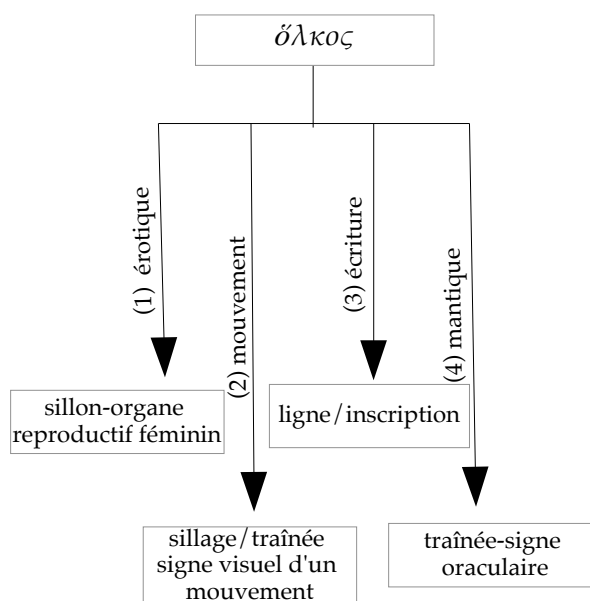 ὅλκος
(1) érotique
(2) mouvement
(3) écriture
(4) mantique
sillon-organe
reproductif féminin
ligne/inscription
sillage/traînée
signe visuel d'un
mouvement
traînée-signe
oraculaire